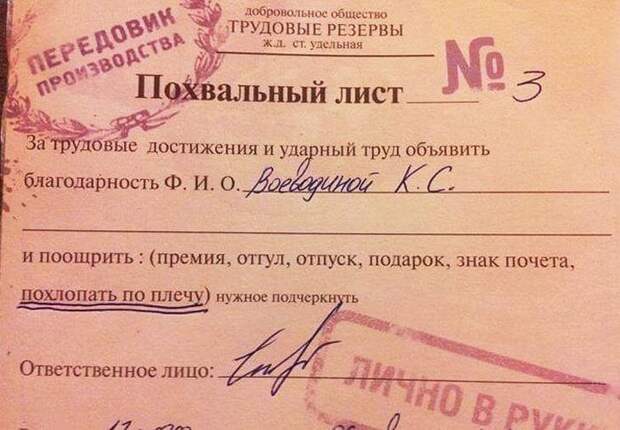 ПЕРЕДОВИК
ПРОИЗВОДСТВА
добровольное общество
ТРУДОВЫЕ РЕЗЕРВЫ
ж.д. ст. удельная
Похвальный лист № 3
За трудовые достижения и ударный труд объявить
благодарность Ф. И. О. Воеводиной К. С.
и поощрить : (премия, отгул, отпуск, подарок, знак почета,
похлопать по плечу) нужное подчеркнуть
Ответственное лицо:
ЛИЧНО В РУКИ